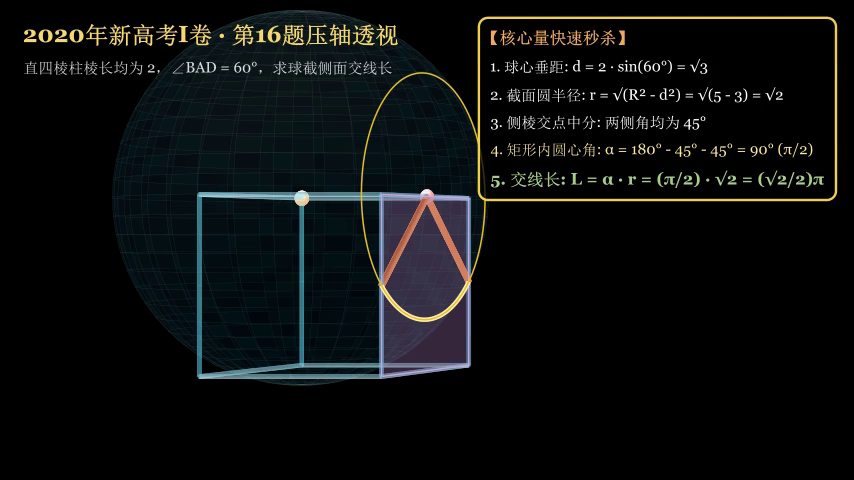 2020年新高考I卷 · 第16题压轴透视
直四棱柱棱长均为 2，∠BAD = 60°，求球截侧面交线长
【核心量快速秒杀】
1. 球心垂距: d = 2 · sin(60°) = √3
2. 截面圆半径: r = √(R² - d²) = √(5 - 3) = √2
3. 侧棱交点中分: 两侧角均为 45°
4. 矩形内圆心角: α = 180° - 45° - 45° = 90° (π/2)
5. 交线长: L = α · r = (π/2) · √2 = (√2/2)π